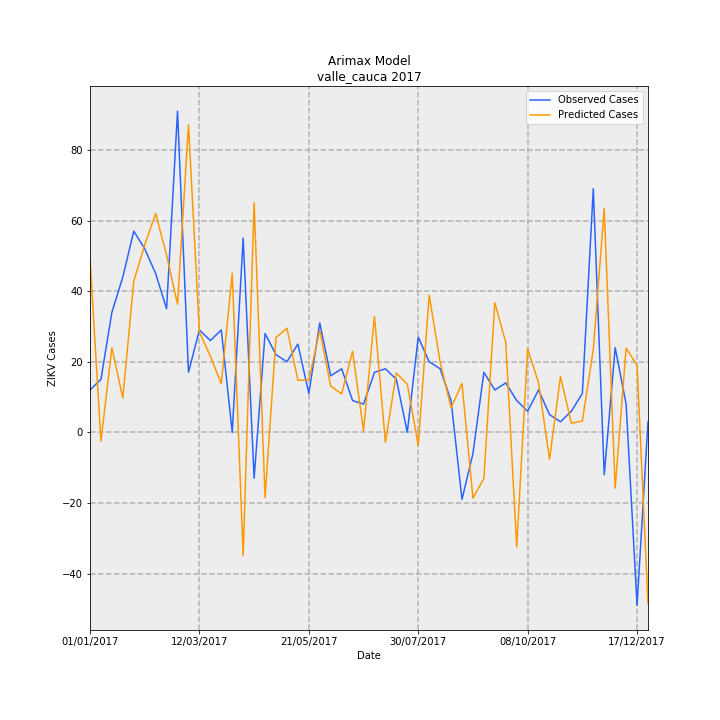 Arimax Model
valle_cauca 2017
Observed Cases
Predicted Cases
ZIKV Cases
80
60
40
20
0
−20
−40
01/01/2017
12/03/2017
21/05/2017
30/07/2017
08/10/2017
17/12/2017
Date